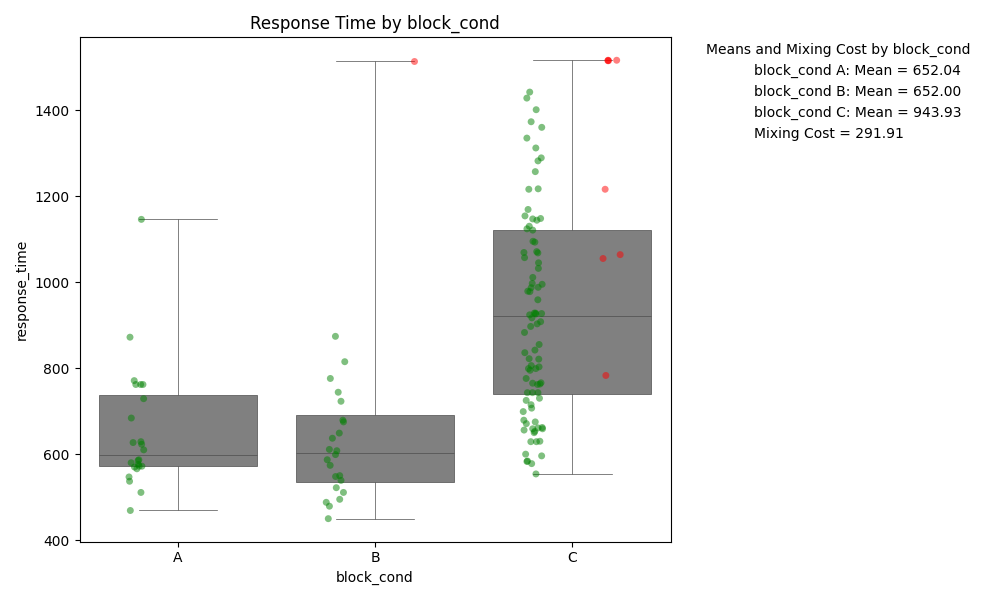 Response Time by block_cond
Means and Mixing Cost by block_cond
block_cond A: Mean = 652.04
block_cond B: Mean = 652.00
block_cond C: Mean = 943.93
Mixing Cost = 291.91
response_time
1400
1200
1000
800
600
400
A
B
C
block_cond